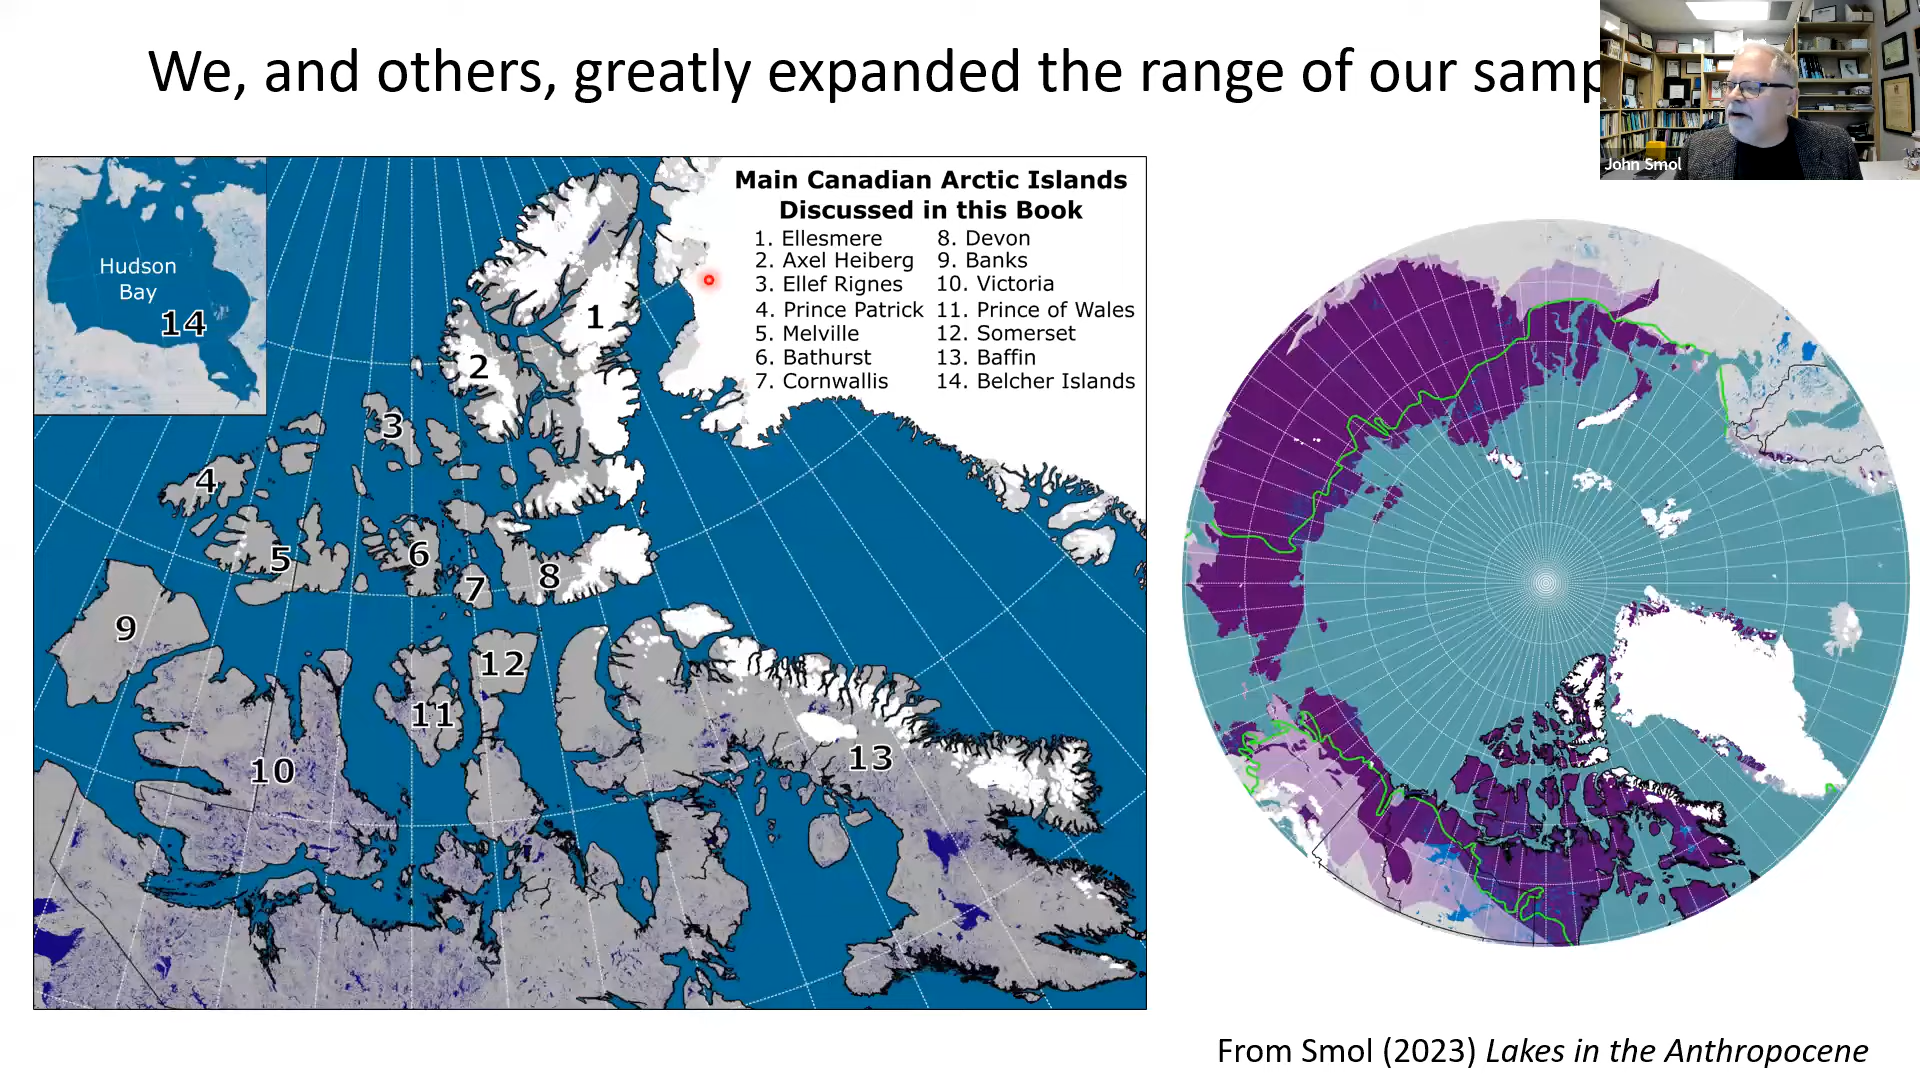 We, and others, greatly expanded the range of our samp
John Smol
Main Canadian Arctic Islands
Discussed in this Book
1. Ellesmere
2. Axel Heiberg
3. Ellef Rignes
4. Prince Patrick
5. Melville
6. Bathurst
7. Cornwallis
8. Devon
9. Banks
10. Victoria
11. Prince of Wales
12. Somerset
13. Baffin
14. Belcher Islands
Hudson
Bay
14
1
2
3
4
5
6
7
8
9
12
11
10
13
From Smol (2023) Lakes in the Anthropocene